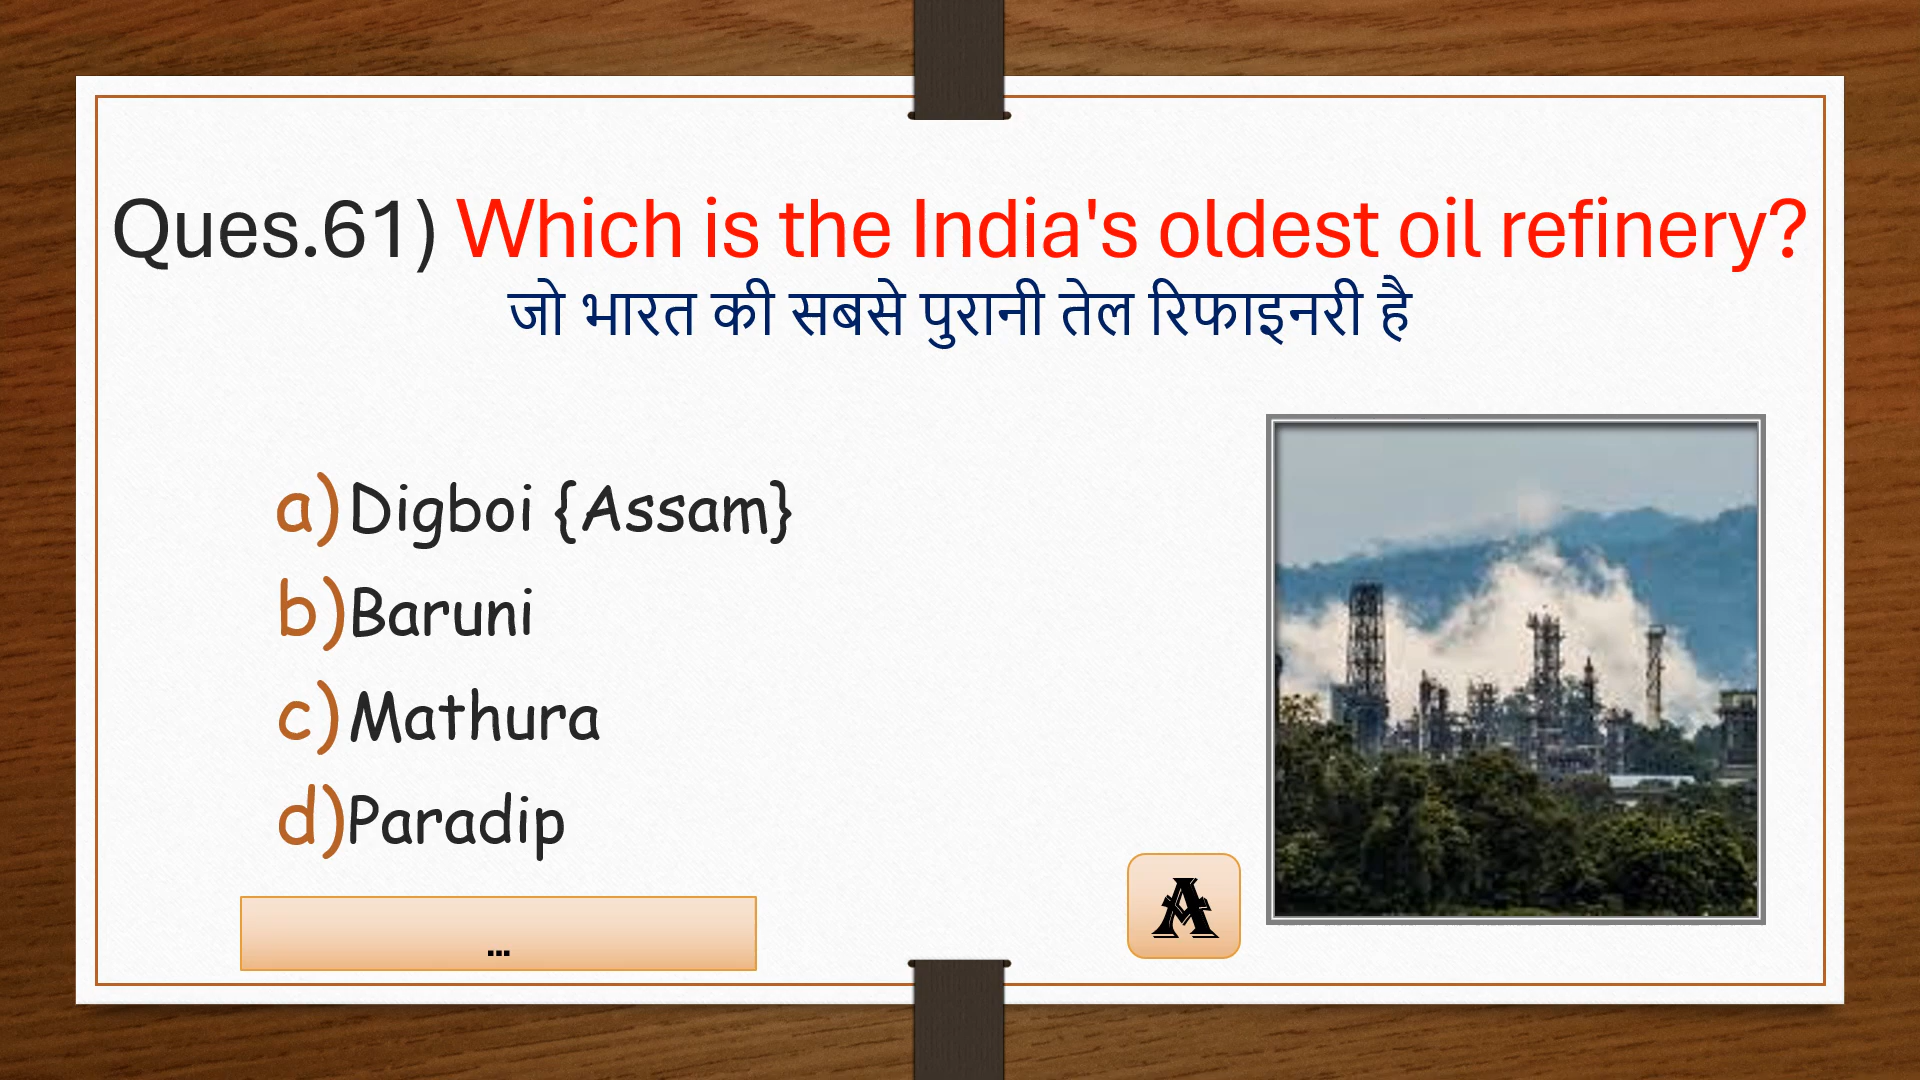 Ques.61) Which is the India's oldest oil refinery?
जो भारत की सबसे पुरानी तेल रिफाइनरी है
a) Digboi {Assam}
b) Baruni
c) Mathura
d) Paradip
...
A